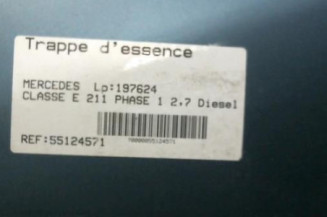 Trappe d'essence
MERCEDES Lp:197624
CLASSE E 211 PHASE 1 2,7 Diesel
REF:55124571